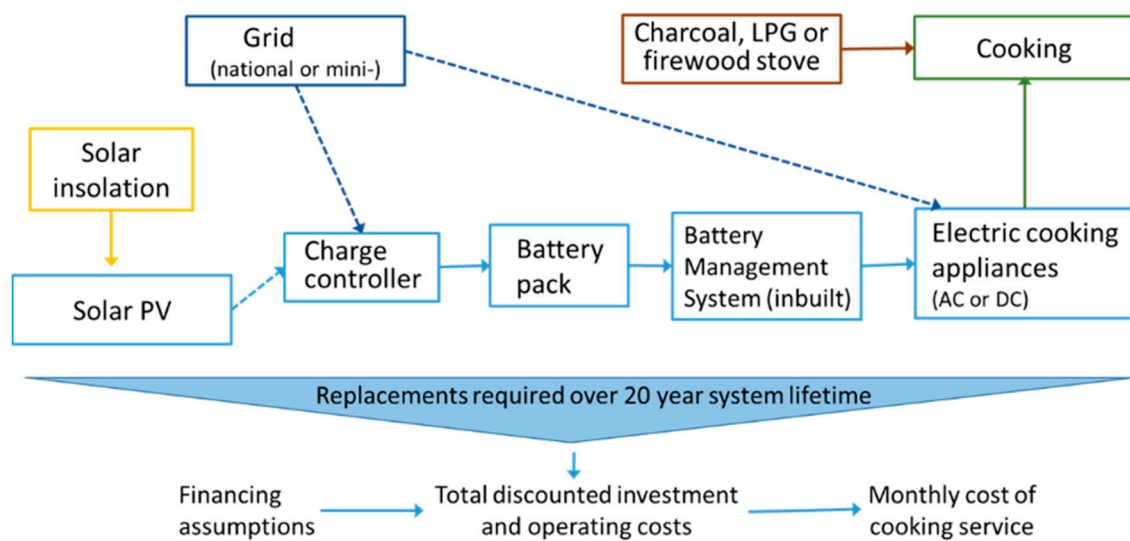 Grid
(national or mini-)
Charcoal, LPG or
firewood stove
Cooking
Solar
insolation
Solar PV
Charge
controller
Battery
pack
Battery
Management
System (inbuilt)
Electric cooking
appliances
(AC or DC)
Replacements required over 20 year system lifetime
Financing
assumptions
Total discounted investment
and operating costs
Monthly cost of
cooking service